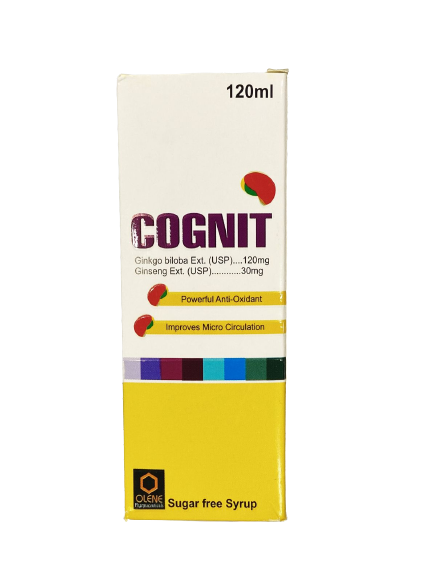 120ml
COGNIT
Ginkgo biloba Ext. (USP)....120mg
Ginseng Ext. (USP)............30mg
Powerful Anti-Oxidant
Improves Micro Circulation
OLENE
Pharmaceuticals
Sugar free Syrup